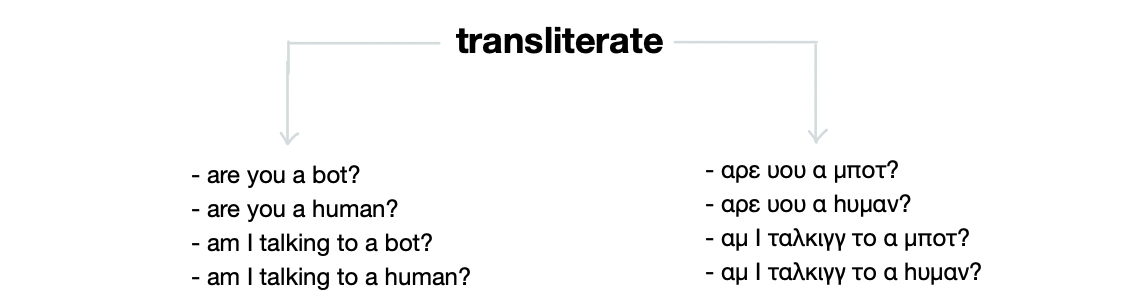 transliterate
- are you a bot?
- are you a human?
- am I talking to a bot?
- am I talking to a human?
- αρε υου α μποτ?
- αρε υου α hυμαν?
- αμ I ταλκιγγ το α μποτ?
- αμ I ταλκιγγ το α hυμαν?